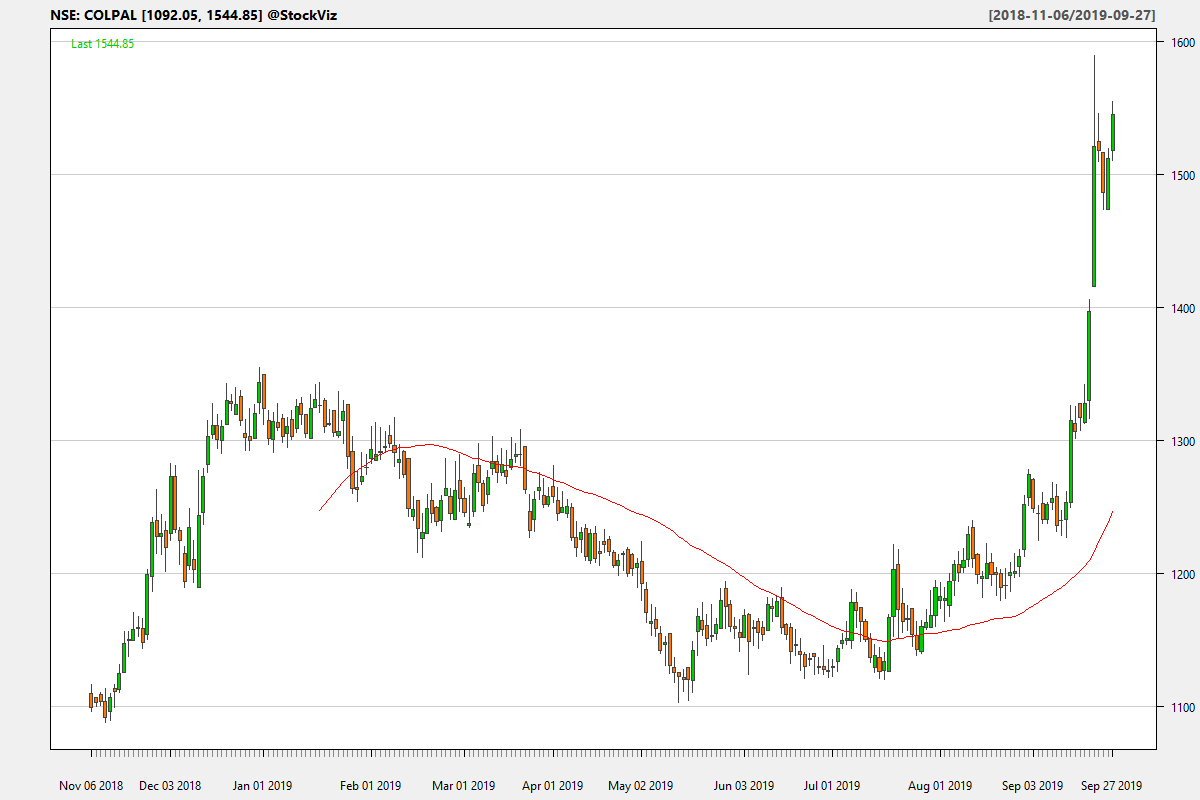 NSE: COLPAL [1092.05, 1544.85] @StockViz
[2018-11-06/2019-09-27]
Last 1544.85
1600
1500
1400
1300
1200
1100
Nov 06 2018 Dec 03 2018 Jan 01 2019 Feb 01 2019 Mar 01 2019 Apr 01 2019 May 02 2019 Jun 03 2019 Jul 01 2019 Aug 01 2019 Sep 03 2019 Sep 27 2019